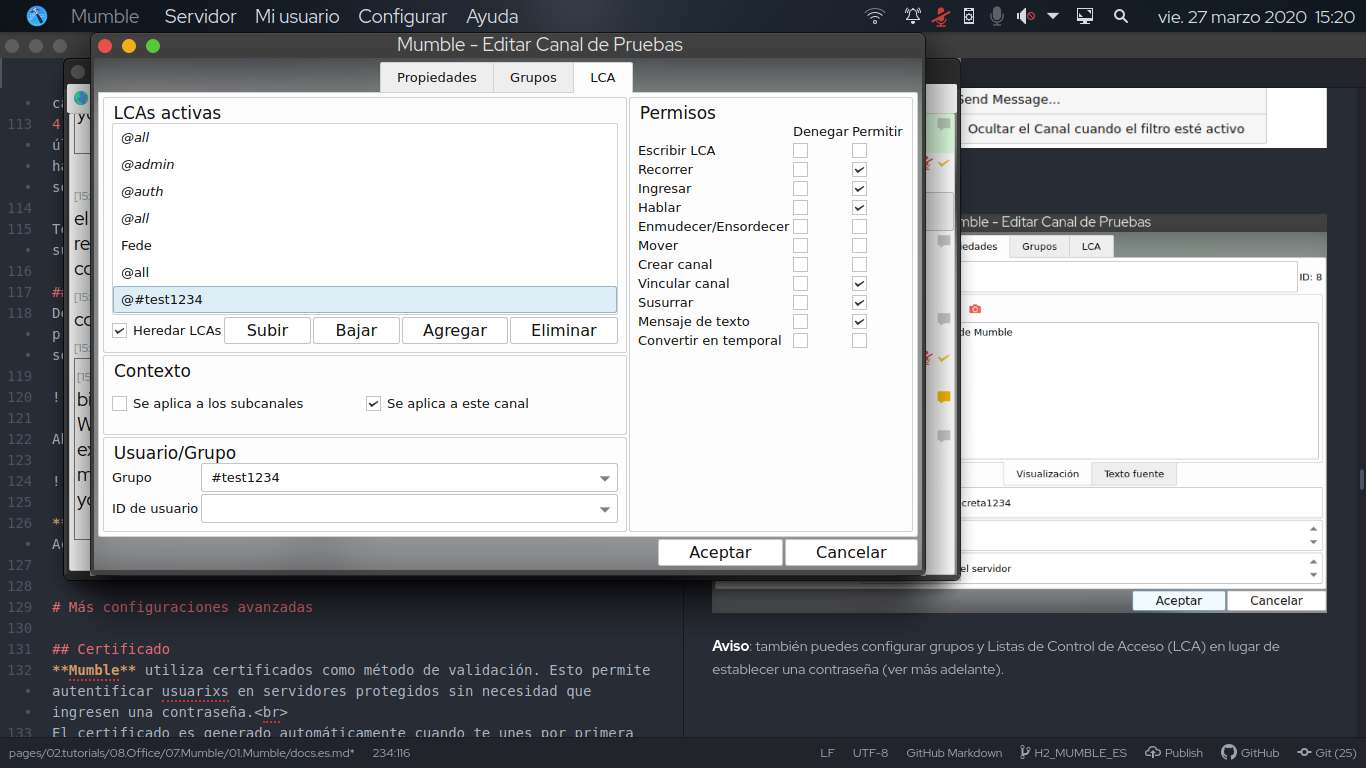 Mumble Servidor Mi usuario Configurar Ayuda
vie. 27 marzo 2020 15:20
Mumble - Editar Canal de Pruebas
Propiedades Grupos LCA
LCAs activas
@all
@admin
@auth
@all
Fede
@all
@#test1234
Heredar LCAs Subir Bajar Agregar Eliminar
Contexto
Se aplica a los subcanales Se aplica a este canal
Usuario/Grupo
Grupo #test1234
ID de usuario
Permisos
Denegar Permitir
Escribir LCA
Recorrer
Ingresar
Hablar
Enmudecer/Ensordecer
Mover
Crear canal
Vincular canal
Susurrar
Mensaje de texto
Convertir en temporal
Aceptar Cancelar
113
114
115
116
117 ##
118
119
120 !
121
122
123
124 !
125
126
127
128
129 # Más configuraciones avanzadas
130
131 ## Certificado
132 **Mumble** utiliza certificados como método de validación. Esto permite
autentificar usuarixs en servidores protegidos sin necesidad que
ingresen una contraseña.<br>
133 El certificado es generado automáticamente cuando te unes por primera
Send Message...
Ocultar el Canal cuando el filtro esté activo
mble - Editar Canal de Pruebas
edades Grupos LCA
ID: 8
de Mumble
Visualización Texto fuente
creta1234
el servidor
Aceptar Cancelar
Aviso: también puedes configurar grupos y Listas de Control de Acceso (LCA) en lugar de
establecer una contraseña (ver más adelante).
pages/02.tutorials/08.Office/07.Mumble/01.Mumble/docs.es.md* 234:116
LF UTF-8 GitHub Markdown H2_MUMBLE_ES Publish GitHub Git (25)